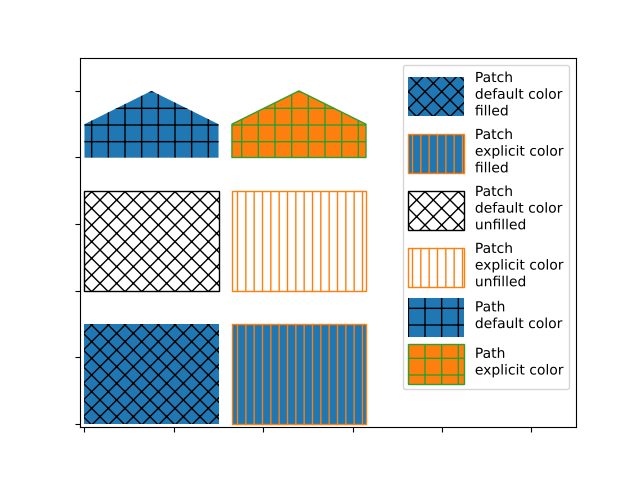 Patch
default color
filled
Patch
explicit color
filled
Patch
default color
unfilled
Patch
explicit color
unfilled
Path
default color
Path
explicit color